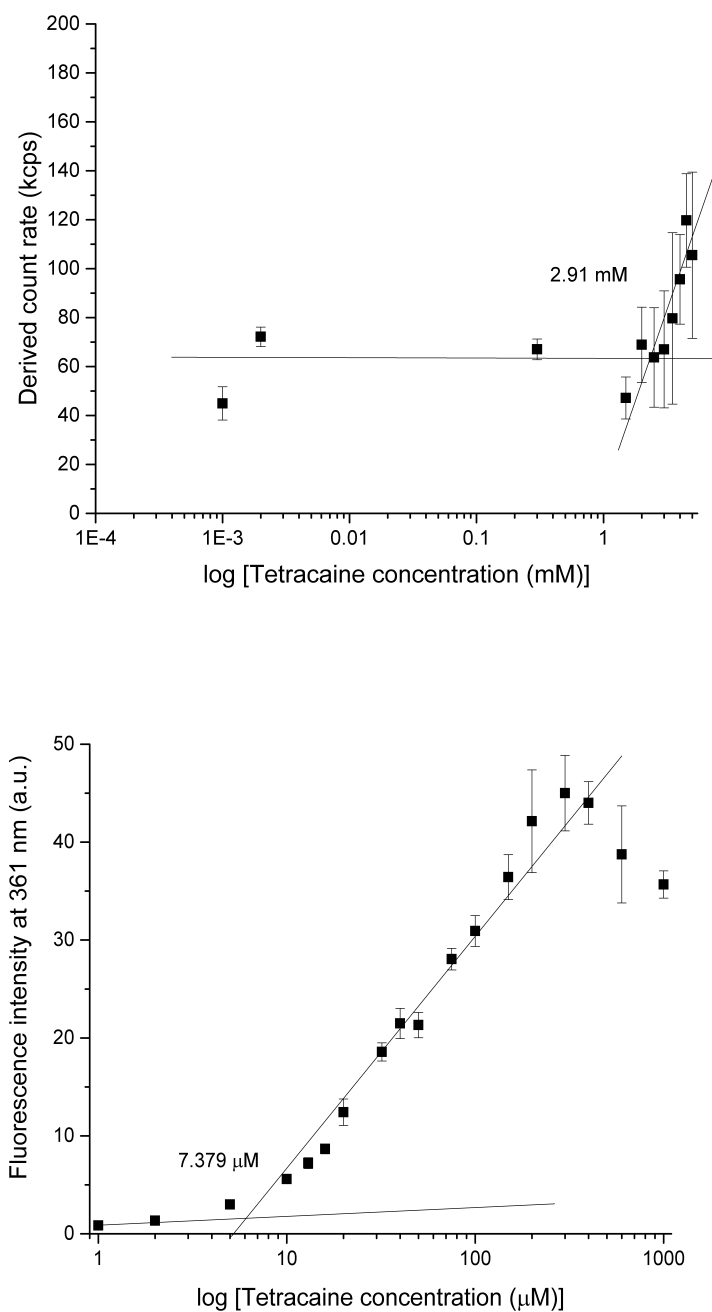 200
180
160
140
120
100
80
60
40
20
0
Derived count rate (kcps)
2.91 mM
1E-4 1E-3 0.01 0.1 1
log [Tetracaine concentration (mM)]
50
40
30
20
10
0
Fluorescence intensity at 361 nm (a.u.)
7.379 μM
1 10 100 1000
log [Tetracaine concentration (μM)]